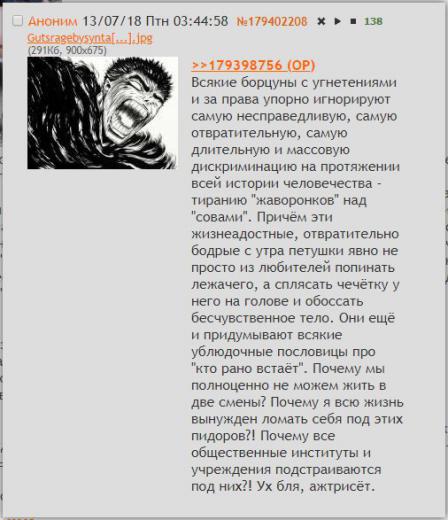 Аноним 13/07/18 Птн 03:44:58 №179402208 138
Gutsragebysynta[...].jpg
(291Кб, 900x675)
>>179398756 (OP)
Всякие борцуны с угнетениями
и за права упорно игнорируют
самую несправедливую, самую
отвратительную, самую
длительную и массовую
дискриминацию на протяжении
всей истории человечества -
тиранию "жаворонков" над
"совами". Причём эти
жизнеадостные, отвратительно
бодрые с утра петушки явно не
просто из любителей попинать
лежачего, а сплясать чечётку у
него на голове и обоссать
бесчувственное тело. Они ещё
и придумывают всякие
ублюдочные пословицы про
"кто рано встаёт". Почему мы
полноценно не можем жить в
две смены? Почему я всю жизнь
вынужден ломать себя под этих
пидоров?! Почему все
общественные институты и
учреждения подстраиваются
под них?! Ух бля, ажтрисёт.